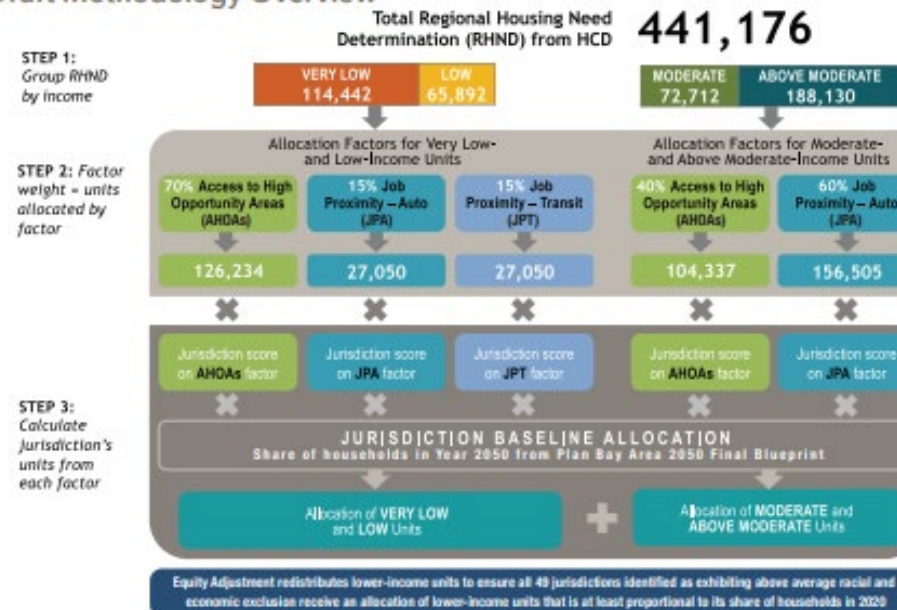 Draft Methodology Overview
Total Regional Housing Need
Determination (RHND) from HCD
441,176
STEP 1:
Group RHND
by income
VERY LOW
114,442
LOW
65,892
MODERATE
72,712
ABOVE MODERATE
188,130
STEP 2: Factor
weight = units
allocated by
factor
Allocation Factors for Very Low-
and Low-Income Units
Allocation Factors for Moderate-
and Above Moderate-Income Units
70% Access to High
Opportunity Areas
(AHOAs)
15% Job
Proximity – Auto
(JPA)
15% Job
Proximity – Transit
(JPT)
40% Access to High
Opportunity Areas
(AHOAs)
60% Job
Proximity – Auto
(JPA)
126,234
27,050
27,050
104,337
156,505
STEP 3:
Calculate
jurisdiction's
units from
each factor
Jurisdiction score
on AHOAs factor
Jurisdiction score
on JPA factor
Jurisdiction score
on JPT factor
Jurisdiction score
on AHOAs factor
Jurisdiction score
on JPA factor
JURISDICTION BASELINE ALLOCATION
Share of households in Year 2050 from Plan Bay Area 2050 Final Blueprint
Allocation of VERY LOW
and LOW Units
Allocation of MODERATE and
ABOVE MODERATE Units
Equity Adjustment redistributes lower-income units to ensure all 49 jurisdictions identified as exhibiting above average racial and
economic exclusion receive an allocation of lower-income units that is at least proportional to its share of households in 2020